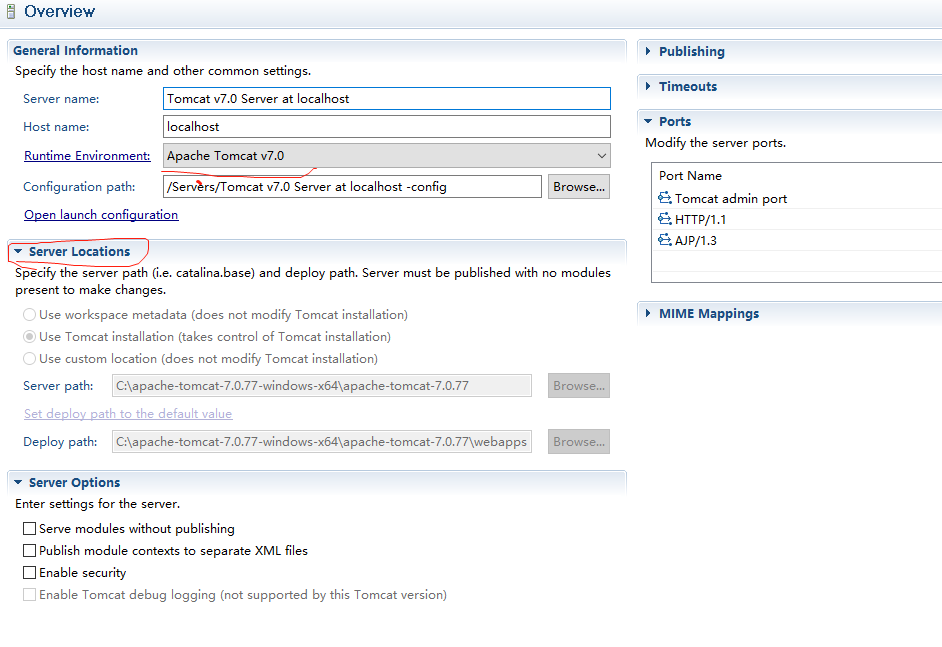 Overview
General Information
Specify the host name and other common settings.
Server name: Tomcat v7.0 Server at localhost
Host name: localhost
Runtime Environment: Apache Tomcat v7.0
Configuration path: /Servers/Tomcat v7.0 Server at localhost -config Browse...
Open launch configuration
Server Locations
Specify the server path (i.e. catalina.base) and deploy path. Server must be published with no modules
present to make changes.
Use workspace metadata (does not modify Tomcat installation)
Use Tomcat installation (takes control of Tomcat installation)
Use custom location (does not modify Tomcat installation)
Server path: C:\apache-tomcat-7.0.77-windows-x64\apache-tomcat-7.0.77 Browse...
Set deploy path to the default value
Deploy path: C:\apache-tomcat-7.0.77-windows-x64\apache-tomcat-7.0.77\webapps Browse...
Server Options
Enter settings for the server.
Serve modules without publishing
Publish module contexts to separate XML files
Enable security
Enable Tomcat debug logging (not supported by this Tomcat version)
Publishing
Timeouts
Ports
Modify the server ports.
Port Name
Tomcat admin port
HTTP/1.1
AJP/1.3
MIME Mappings